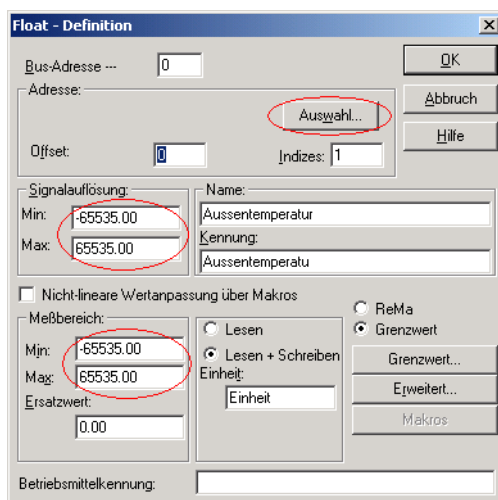 Float - Definition
Bus-Adresse --- 0
OK
Adresse:
Auswahl...
Abbruch
Offset: 0 Indizes: 1
Hilfe
Signalauflösung:
Min: -65535.00
Max: 65535.00
Name:
Aussentemperatur
Kennung:
Aussentemperatu
Nicht-lineare Wertanpassung über Makros
Meßbereich:
Min: -65535.00
Max: 65535.00
Ersatzwert:
0.00
Lesen
Lesen + Schreiben
Einheit:
Einheit
ReMa
Grenzwert
Grenzwert...
Erweitert...
Makros
Betriebsmittelkennung: